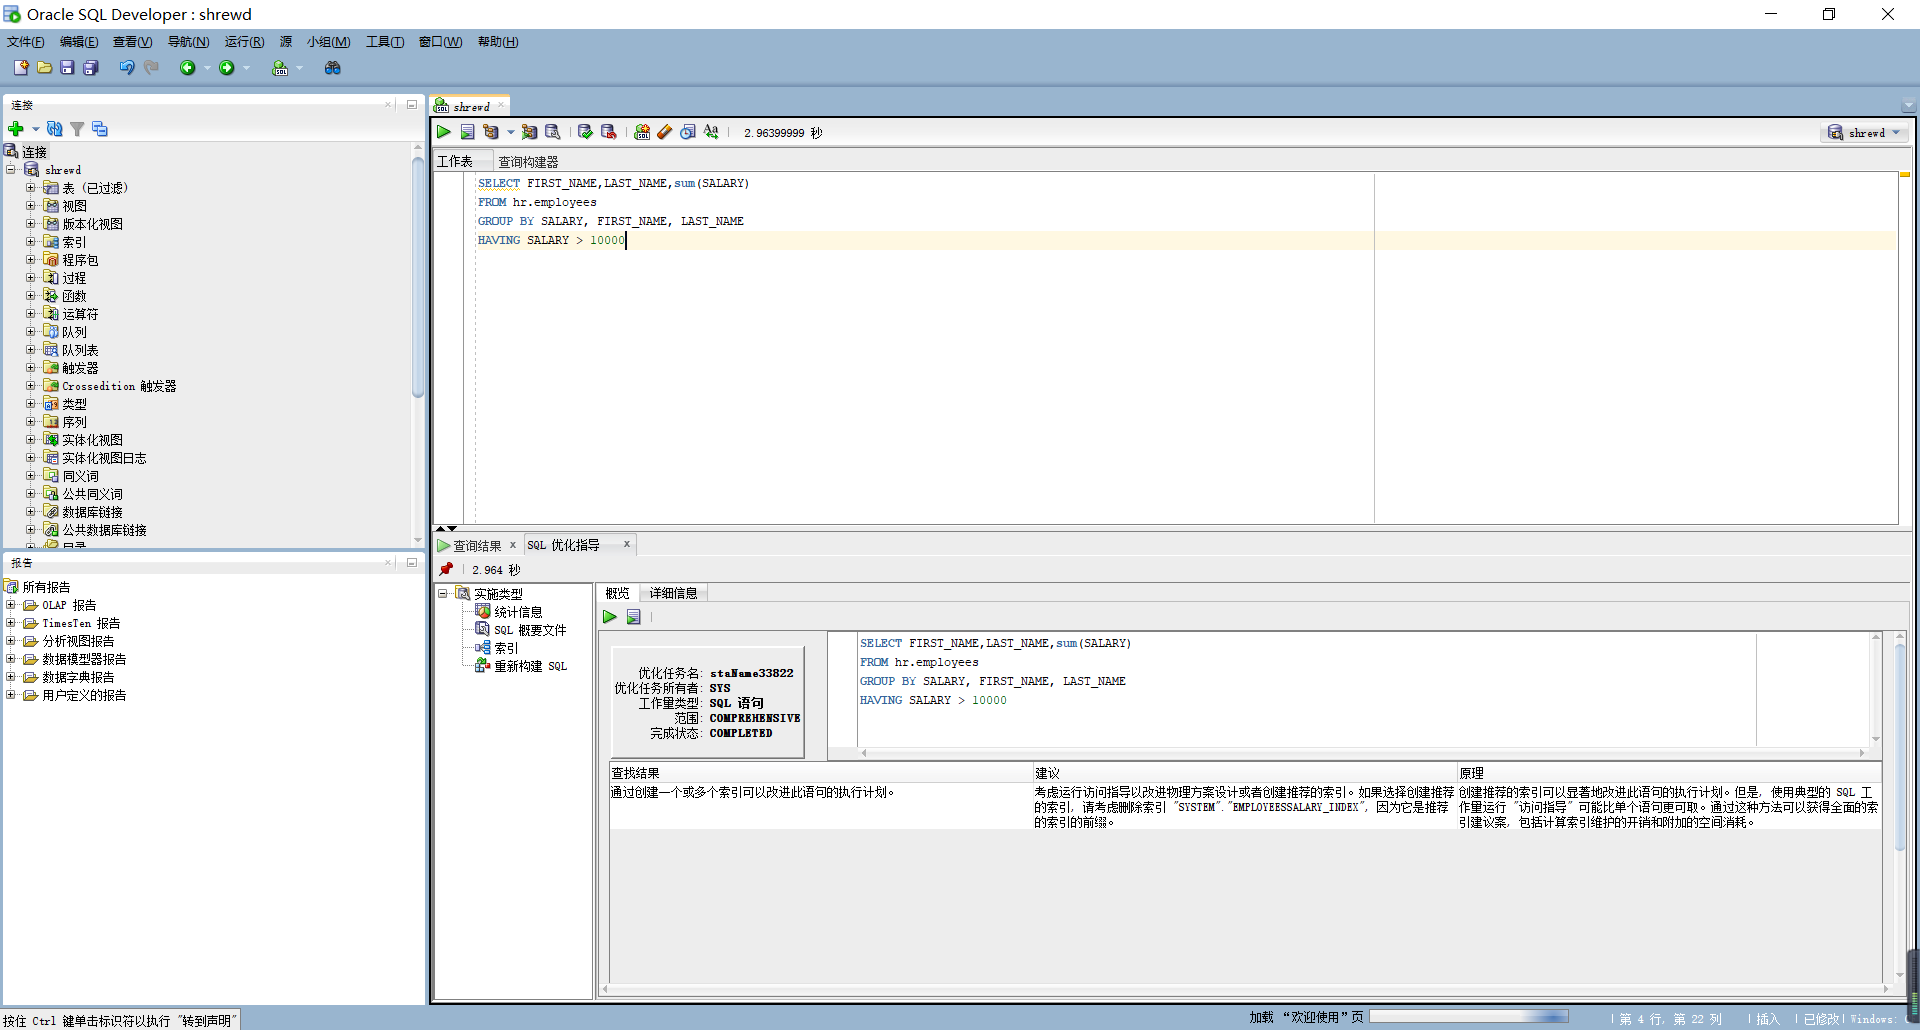 Oracle SQL Developer : shrewd
文件(F) 编辑(E) 查看(V) 导航(N) 运行(R) 源 小组(M) 工具(T) 窗口(W) 帮助(H)
连接
连接
shrewd
表 (已过滤)
视图
版本化视图
索引
程序包
过程
函数
运算符
队列
队列表
触发器
Crossedition 触发器
类型
序列
实体化视图
实体化视图日志
同义词
公共同义词
数据库链接
公共数据库链接
目录
报告
所有报告
OLAP 报告
TimesTen 报告
分析视图报告
数据模型器报告
数据字典报告
用户定义的报告
shrewd
2.96399999 秒
shrewd
工作表 查询构建器
SELECT FIRST_NAME,LAST_NAME,sum(SALARY)
FROM hr.employees
GROUP BY SALARY, FIRST_NAME, LAST_NAME
HAVING SALARY > 10000
查询结果 SQL 优化指导
2.964 秒
实施类型
统计信息
SQL 概要文件
索引
重新构建 SQL
概览 详细信息
优化任务名: staName33822
优化任务所有者: SYS
工作量类型: SQL 语句
范围: COMPREHENSIVE
完成状态: COMPLETED
SELECT FIRST_NAME,LAST_NAME,sum(SALARY)
FROM hr.employees
GROUP BY SALARY, FIRST_NAME, LAST_NAME
HAVING SALARY > 10000
查找结果
通过创建一个或多个索引可以改进此语句的执行计划。
建议
考虑运行访问指导以改进物理方案设计或者创建推荐的索引。如果选择创建推荐
的索引, 请考虑删除索引 "SYSTEM"."EMPLOYEESSALARY_INDEX", 因为它是推荐
的索引的前缀。
原理
创建推荐的索引可以显著地改进此语句的执行计划。但是, 使用典型的 SQL 工
作量运行 "访问指导" 可能比单个语句更可取。通过这种方法可以获得全面的索
引建议案, 包括计算索引维护的开销和附加的空间消耗。
按住 Ctrl 键单击标识符以执行 "转到声明"
加载 “欢迎使用”页
第 4 行, 第 22 列 插入 已修改 Windows: